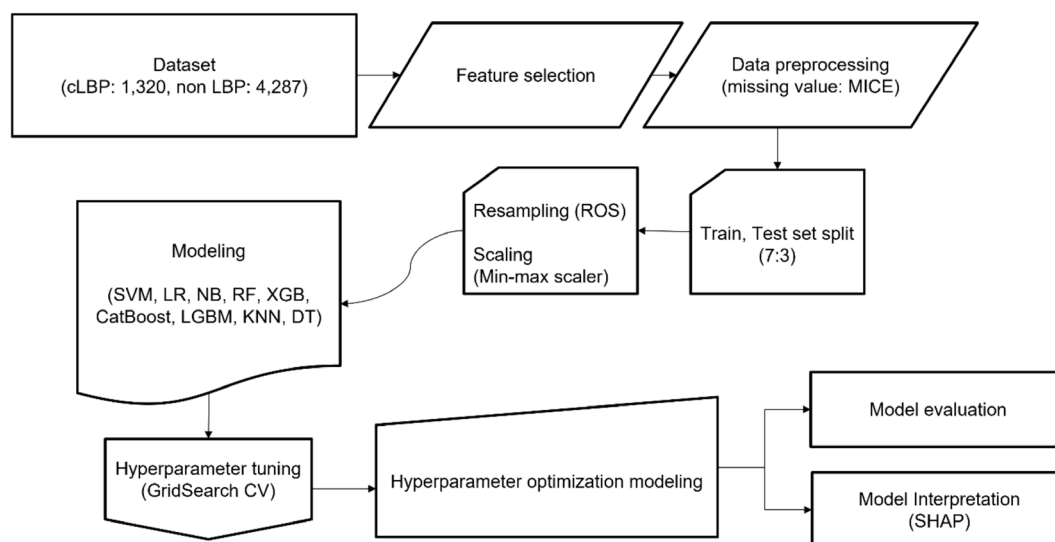 Dataset
(cLBP: 1,320, non LBP: 4,287)
Feature selection
Data preprocessing
(missing value: MICE)
Train, Test set split
(7:3)
Resampling (ROS)
Scaling
(Min-max scaler)
Modeling
(SVM, LR, NB, RF, XGB,
CatBoost, LGBM, KNN, DT)
Hyperparameter tuning
(GridSearch CV)
Hyperparameter optimization modeling
Model evaluation
Model Interpretation
(SHAP)